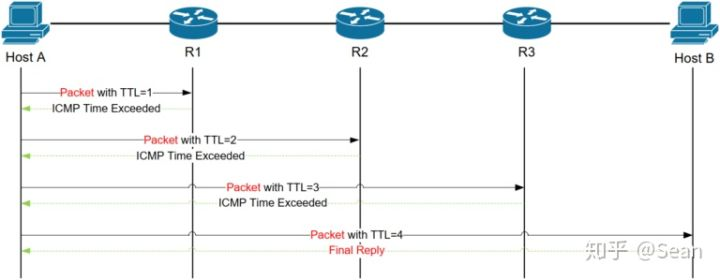 Host A
R1
R2
R3
Host B
Packet with TTL=1
ICMP Time Exceeded
Packet with TTL=2
ICMP Time Exceeded
Packet with TTL=3
ICMP Time Exceeded
Packet with TTL=4
Final Reply
知乎 @Sean